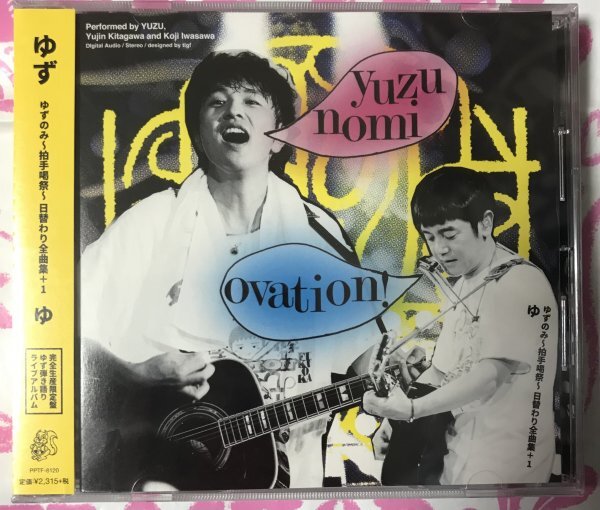 Performed by YUZU,
Yujin Kitagawa and Koji Iwasawa
Digital Audio / Stereo / designed by tig!
yuzu
nomi
ovation!
ゆず
ゆずのみ〜拍手喝祭〜日替わり全曲集+1
ゆ
完全生産限定盤
ゆず弾き語り
ライブアルバム
PPTF-8120
定価:¥2,315+税
ゆずのみ〜拍手喝祭〜日替わり全曲集+1
ゆ